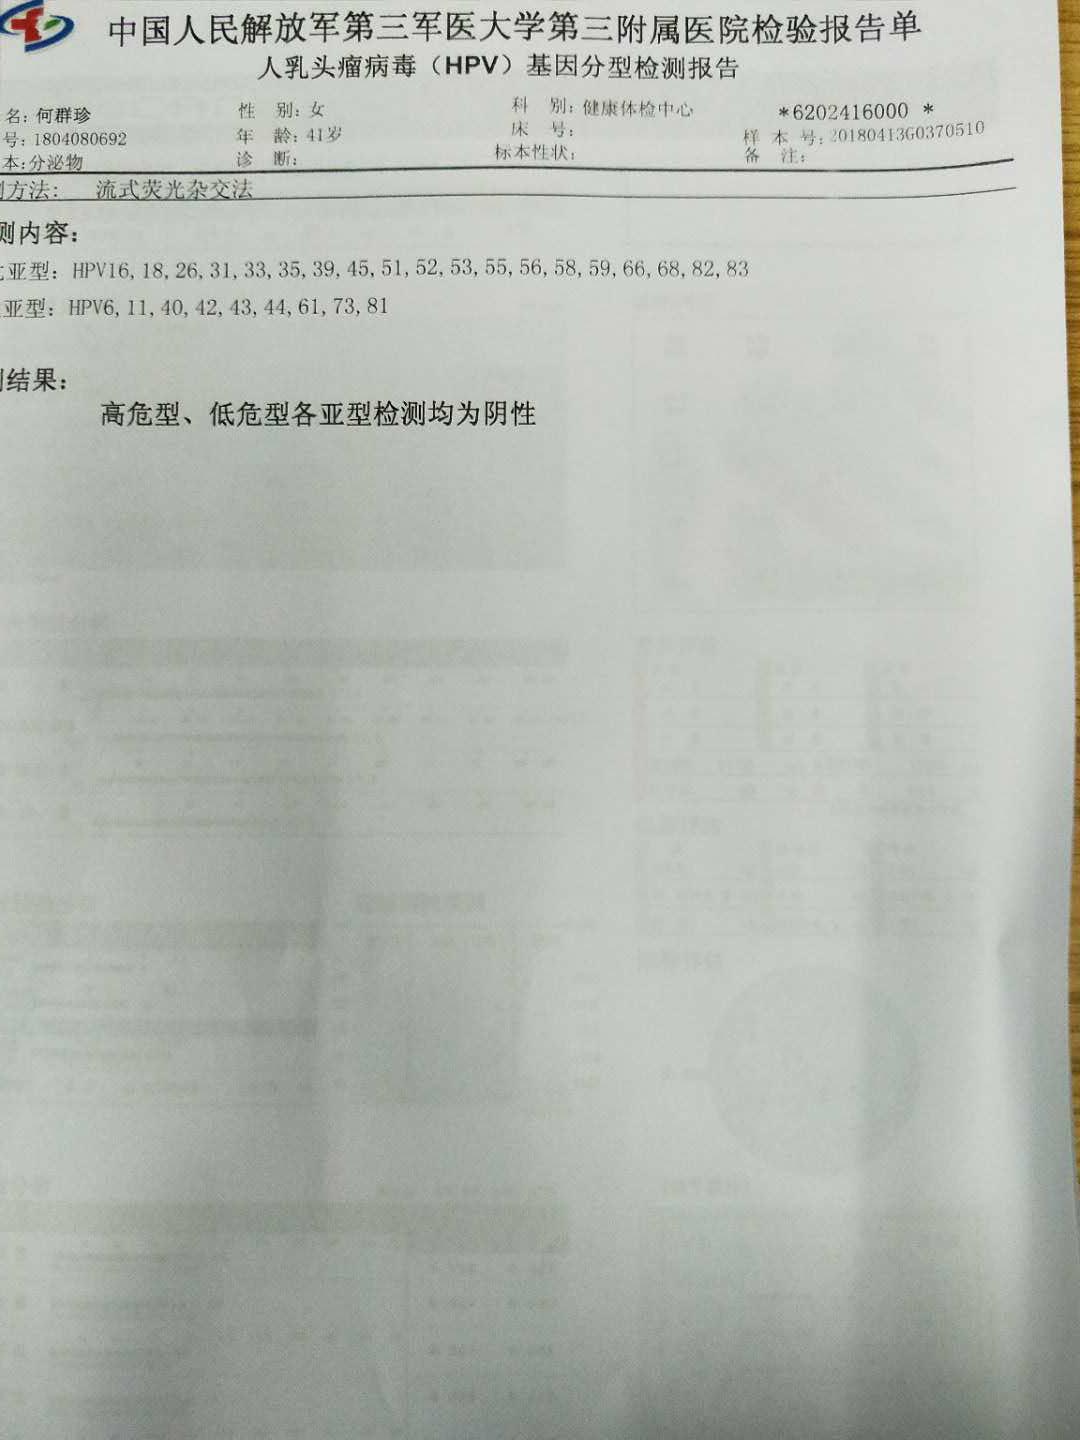 中国人民解放军第三军医大学第三附属医院检验报告单
人乳头瘤病毒（HPV）基因分型检测报告
名: 何群珍 性 别: 女 科 别: 健康体检中心 *6202416000 *
号: 1804080692 年 龄: 41岁 床 号: 样 本 号: 20180413G0370510
本: 分泌物 诊 断: 标本性状: 备 注:
方法: 流式荧光杂交法
测内容:
亚型: HPV16, 18, 26, 31, 33, 35, 39, 45, 51, 52, 53, 55, 56, 58, 59, 66, 68, 82, 83
亚型: HPV6, 11, 40, 42, 43, 44, 61, 73, 81
结果:
高危型、低危型各亚型检测均为阴性